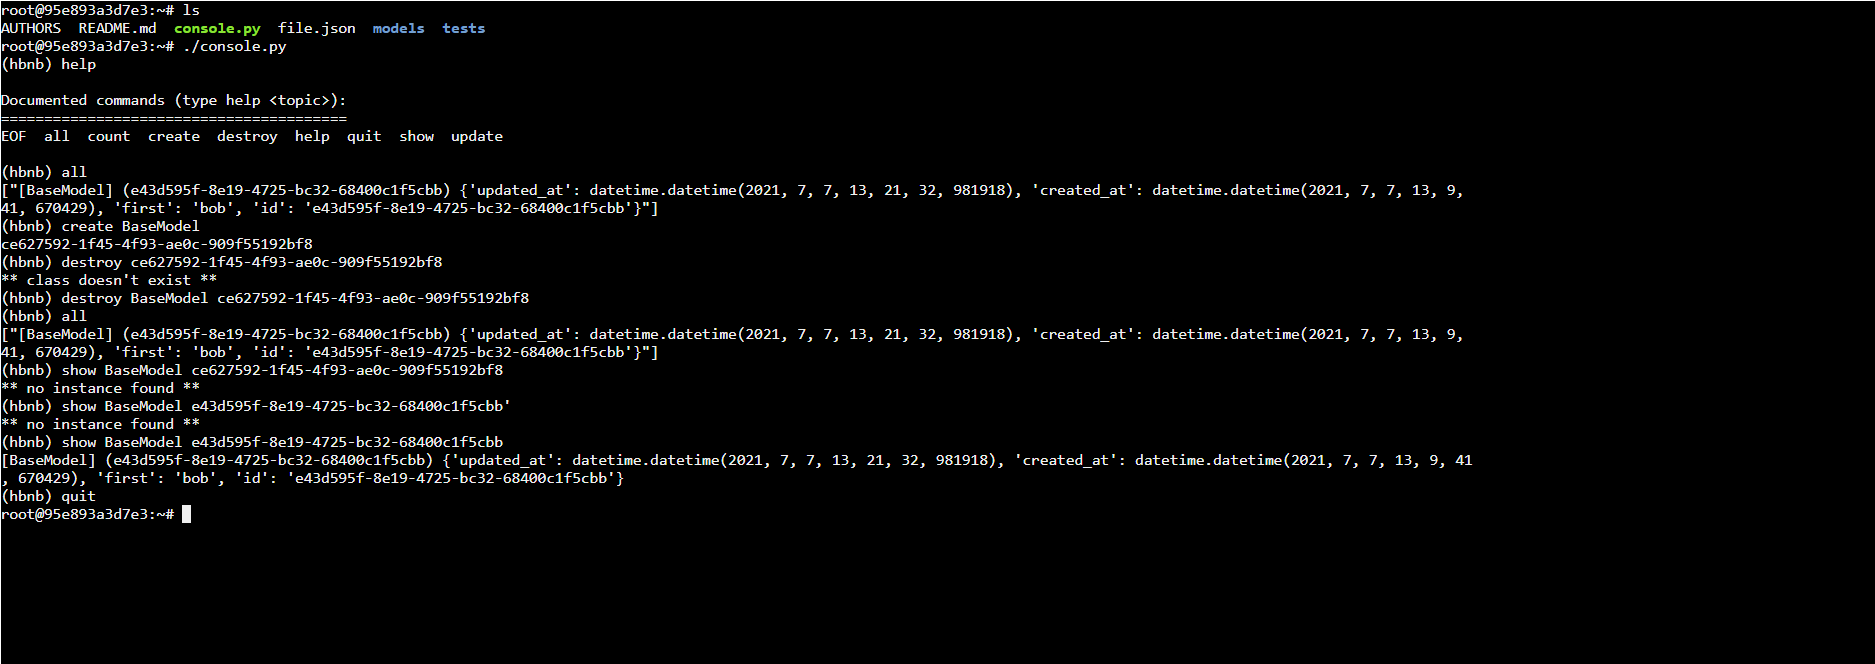 root@95e893a3d7e3:~# ls
AUTHORS  README.md  console.py  file.json  models  tests
root@95e893a3d7e3:~# ./console.py
(hbnb) help
Documented commands (type help <topic>):
========================================
EOF  all  count  create  destroy  help  quit  show  update
(hbnb) all
["[BaseModel] (e43d595f-8e19-4725-bc32-68400c1f5cbb) {'updated_at': datetime.datetime(2021, 7, 7, 13, 21, 32, 981918), 'created_at': datetime.datetime(2021, 7, 7, 13, 9,
41, 670429), 'first': 'bob', 'id': 'e43d595f-8e19-4725-bc32-68400c1f5cbb'}"]
(hbnb) create BaseModel
ce627592-1f45-4f93-ae0c-909f55192bf8
(hbnb) destroy ce627592-1f45-4f93-ae0c-909f55192bf8
** class doesn't exist **
(hbnb) destroy BaseModel ce627592-1f45-4f93-ae0c-909f55192bf8
(hbnb) all
["[BaseModel] (e43d595f-8e19-4725-bc32-68400c1f5cbb) {'updated_at': datetime.datetime(2021, 7, 7, 13, 21, 32, 981918), 'created_at': datetime.datetime(2021, 7, 7, 13, 9,
41, 670429), 'first': 'bob', 'id': 'e43d595f-8e19-4725-bc32-68400c1f5cbb'}"]
(hbnb) show BaseModel ce627592-1f45-4f93-ae0c-909f55192bf8
** no instance found **
(hbnb) show BaseModel e43d595f-8e19-4725-bc32-68400c1f5cbb'
** no instance found **
(hbnb) show BaseModel e43d595f-8e19-4725-bc32-68400c1f5cbb
[BaseModel] (e43d595f-8e19-4725-bc32-68400c1f5cbb) {'updated_at': datetime.datetime(2021, 7, 7, 13, 21, 32, 981918), 'created_at': datetime.datetime(2021, 7, 7, 13, 9, 41
, 670429), 'first': 'bob', 'id': 'e43d595f-8e19-4725-bc32-68400c1f5cbb'}
(hbnb) quit
root@95e893a3d7e3:~#